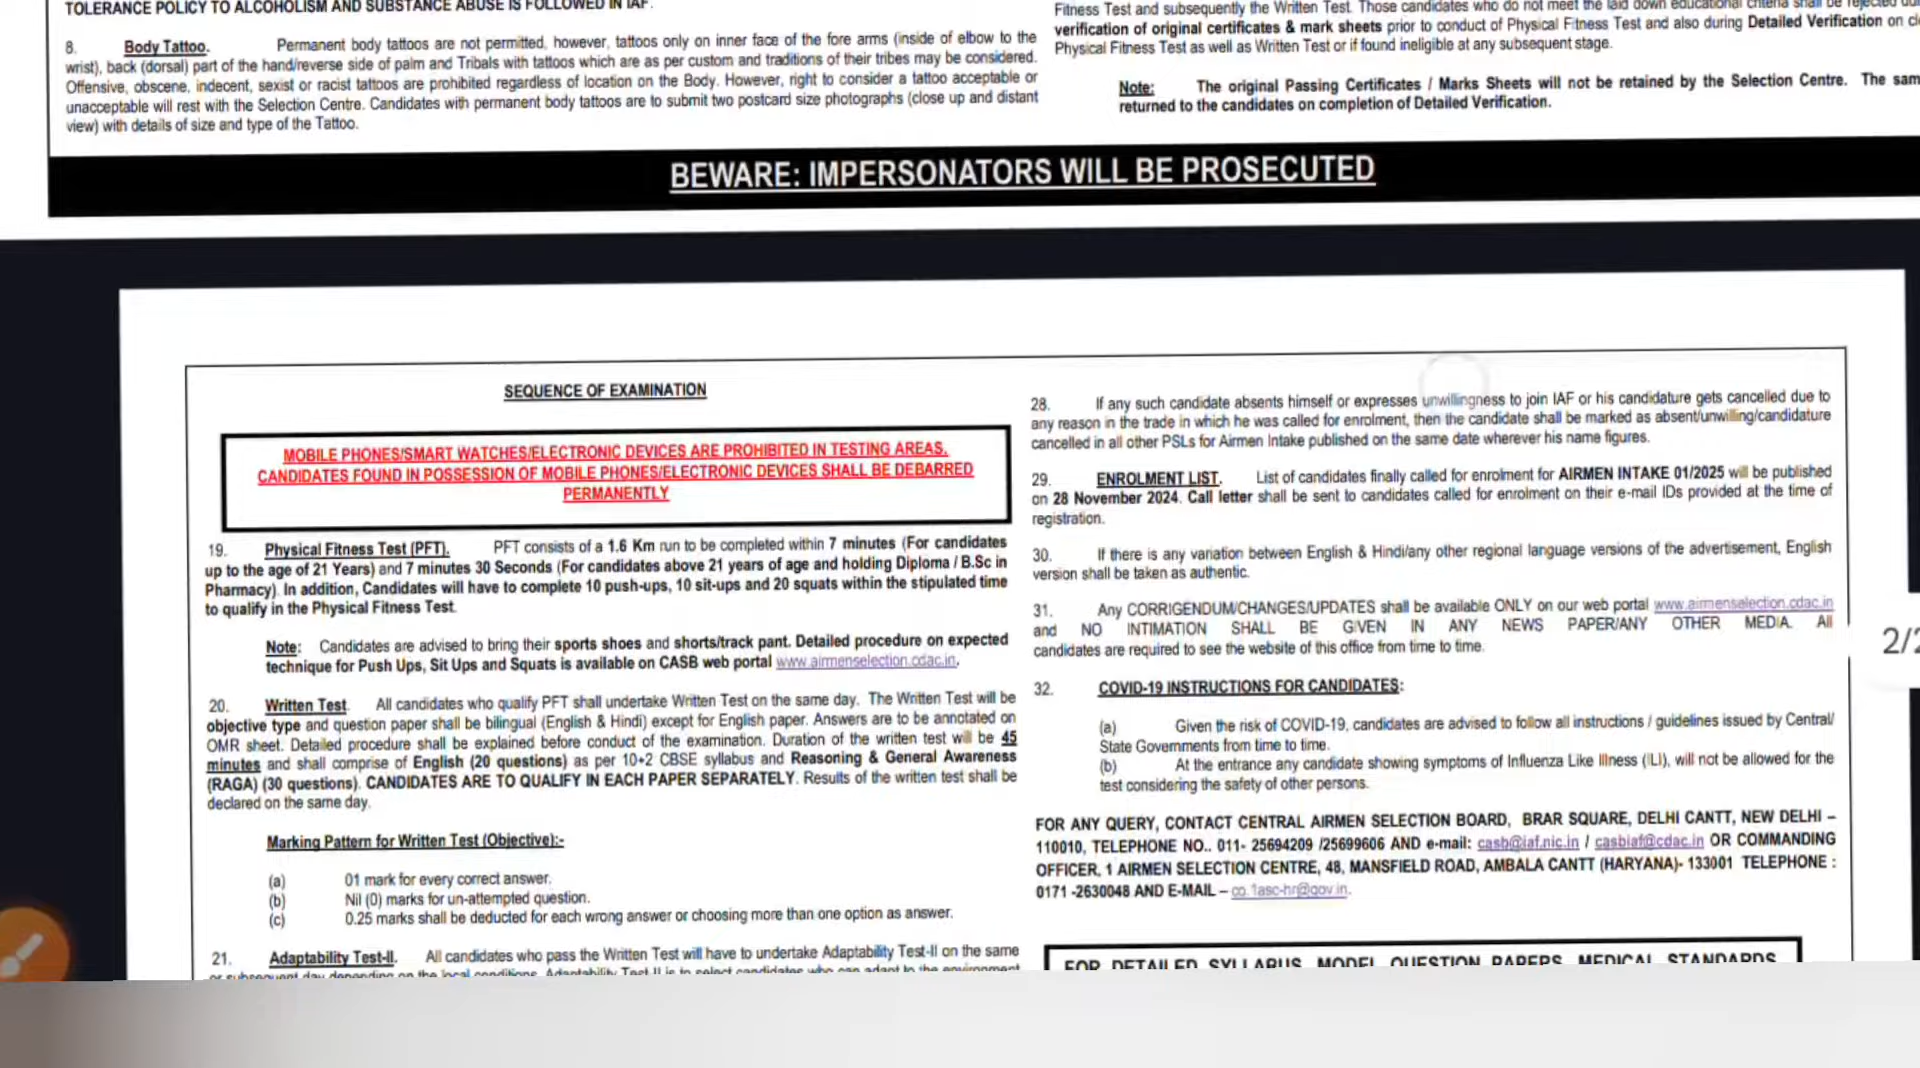 TOLERANCE POLICY TO ALCOHOLISM AND SUBSTANCE ABUSE IS FOLLOWED IN IAF.
8. Body Tattoo. Permanent body tattoos are not permitted, however, tattoos only on inner face of the fore arms (inside of elbow to the
wrist), back (dorsal) part of the hand/reverse side of palm and Tribals with tattoos which are as per custom and traditions of their tribes may be considered.
Offensive, obscene, indecent, sexist or racist tattoos are prohibited regardless of location on the Body. However, right to consider a tattoo acceptable or
unacceptable will rest with the Selection Centre. Candidates with permanent body tattoos are to submit two postcard size photographs (close up and distant
view) with details of size and type of the Tattoo.
Fitness Test and subsequently the Written Test. Those candidates who do not meet the laid down educational criteria shall be rejected
verification of original certificates & mark sheets prior to conduct of Physical Fitness Test and also during Detailed Verification on
Physical Fitness Test as well as Written Test or if found ineligible at any subsequent stage.
Note: The original Passing Certificates / Marks Sheets will not be retained by the Selection Centre. The
returned to the candidates on completion of Detailed Verification.
BEWARE: IMPERSONATORS WILL BE PROSECUTED
SEQUENCE OF EXAMINATION
MOBILE PHONES/SMART WATCHES/ELECTRONIC DEVICES ARE PROHIBITED IN TESTING AREAS.
CANDIDATES FOUND IN POSSESSION OF MOBILE PHONES/ELECTRONIC DEVICES SHALL BE DEBARRED
PERMANENTLY
19. Physical Fitness Test (PFT). PFT consists of a 1.6 Km run to be completed within 7 minutes (For candidates
up to the age of 21 Years) and 7 minutes 30 Seconds (For candidates above 21 years of age and holding Diploma / B.Sc in
Pharmacy). In addition, Candidates will have to complete 10 push-ups, 10 sit-ups and 20 squats within the stipulated time
to qualify in the Physical Fitness Test.
Note: Candidates are advised to bring their sports shoes and shorts/track pant. Detailed procedure on expected
technique for Push Ups, Sit Ups and Squats is available on CASB web portal www.airmenselection.cdac.in.
20. Written Test. All candidates who qualify PFT shall undertake Written Test on the same day. The Written Test will be
objective type and question paper shall be bilingual (English & Hindi) except for English paper. Answers are to be annotated on
OMR sheet. Detailed procedure shall be explained before conduct of the examination. Duration of the written test will be 45
minutes and shall comprise of English (20 questions) as per 10+2 CBSE syllabus and Reasoning & General Awareness
(RAGA) (30 questions). CANDIDATES ARE TO QUALIFY IN EACH PAPER SEPARATELY. Results of the written test shall be
declared on the same day.
Marking Pattern for Written Test (Objective):-
(a) 01 mark for every correct answer.
(b) Nil (0) marks for un-attempted question.
(c) 0.25 marks shall be deducted for each wrong answer or choosing more than one option as answer.
21. Adaptability Test-II. All candidates who pass the Written Test will have to undertake Adaptability Test-II on the same
or subsequent day depending on the local conditions. Adaptability Test-II is to select candidates who can adapt to the environment
28. If any such candidate absents himself or expresses unwillingness to join IAF or his candidature gets cancelled due to
any reason in the trade in which he was called for enrolment, then the candidate shall be marked as absent/unwilling/candidature
cancelled in all other PSLs for Airmen Intake published on the same date wherever his name figures.
29. ENROLMENT LIST. List of candidates finally called for enrolment for AIRMEN INTAKE 01/2025 will be published
on 28 November 2024. Call letter shall be sent to candidates called for enrolment on their e-mail IDs provided at the time of
registration.
30. If there is any variation between English & Hindi/any other regional language versions of the advertisement, English
version shall be taken as authentic.
31. Any CORRIGENDUM/CHANGES/UPDATES shall be available ONLY on our web portal www.airmenselection.cdac.in
and NO INTIMATION SHALL BE GIVEN IN ANY NEWS PAPER/ANY OTHER MEDIA. All
candidates are required to see the website of this office from time to time.
32. COVID-19 INSTRUCTIONS FOR CANDIDATES:
(a) Given the risk of COVID-19, candidates are advised to follow all instructions / guidelines issued by Central/
State Governments from time to time.
(b) At the entrance any candidate showing symptoms of Influenza Like Illness (ILI), will not be allowed for the
test considering the safety of other persons.
FOR ANY QUERY, CONTACT CENTRAL AIRMEN SELECTION BOARD, BRAR SQUARE, DELHI CANTT, NEW DELHI –
110010, TELEPHONE NO.. 011- 25694209 /25699606 AND e-mail: casb@iaf.nic.in / casbiaf@cdac.in OR COMMANDING
OFFICER, 1 AIRMEN SELECTION CENTRE, 48, MANSFIELD ROAD, AMBALA CANTT (HARYANA)- 133001 TELEPHONE :
0171 -2630048 AND E-MAIL – co.1asc-hr@gov.in.
FOR DETAILED SYLLABUS, MODEL QUESTION PAPERS, MEDICAL STANDARDS,
2/2